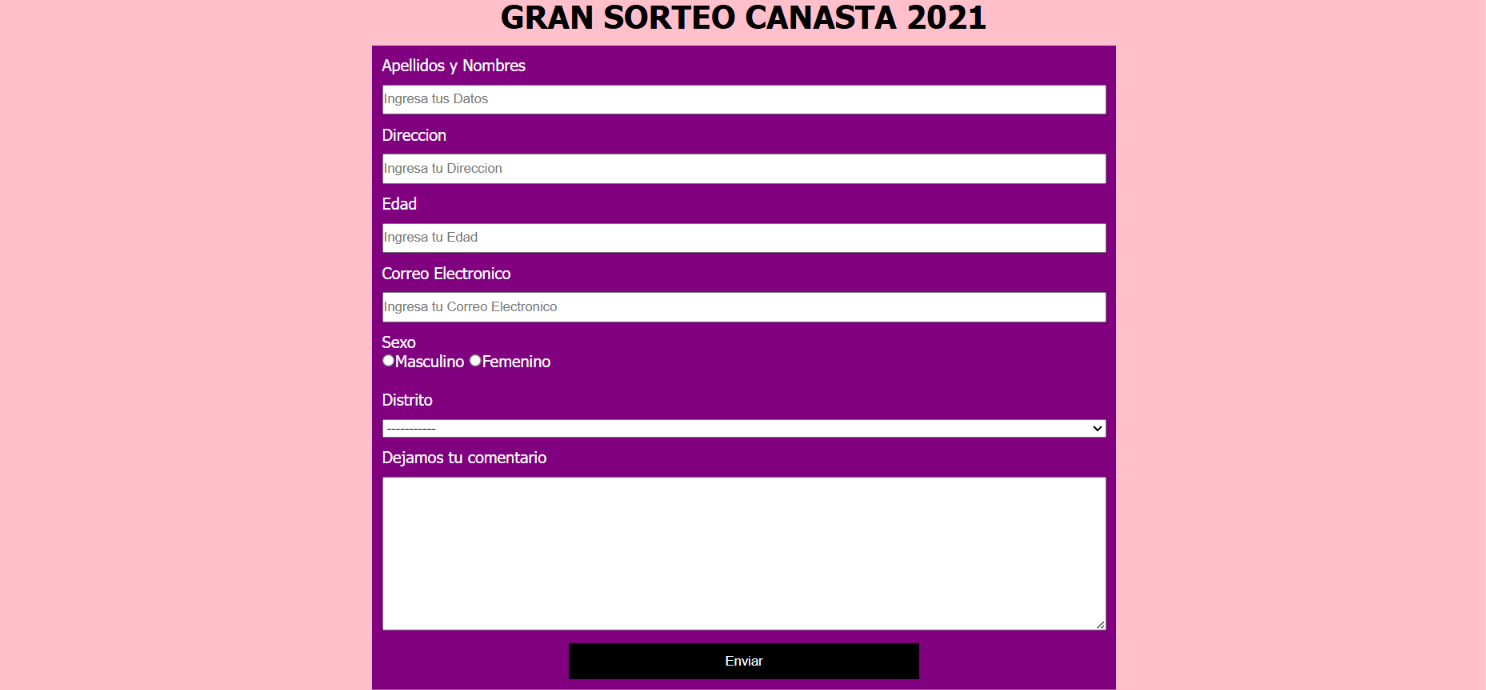 GRAN SORTEO CANASTA 2021
Apellidos y Nombres
Ingresa tus Datos
Direccion
Ingresa tu Direccion
Edad
Ingresa tu Edad
Correo Electronico
Ingresa tu Correo Electronico
Sexo
Masculino Femenino
Distrito
-----------
Dejamos tu comentario
Enviar